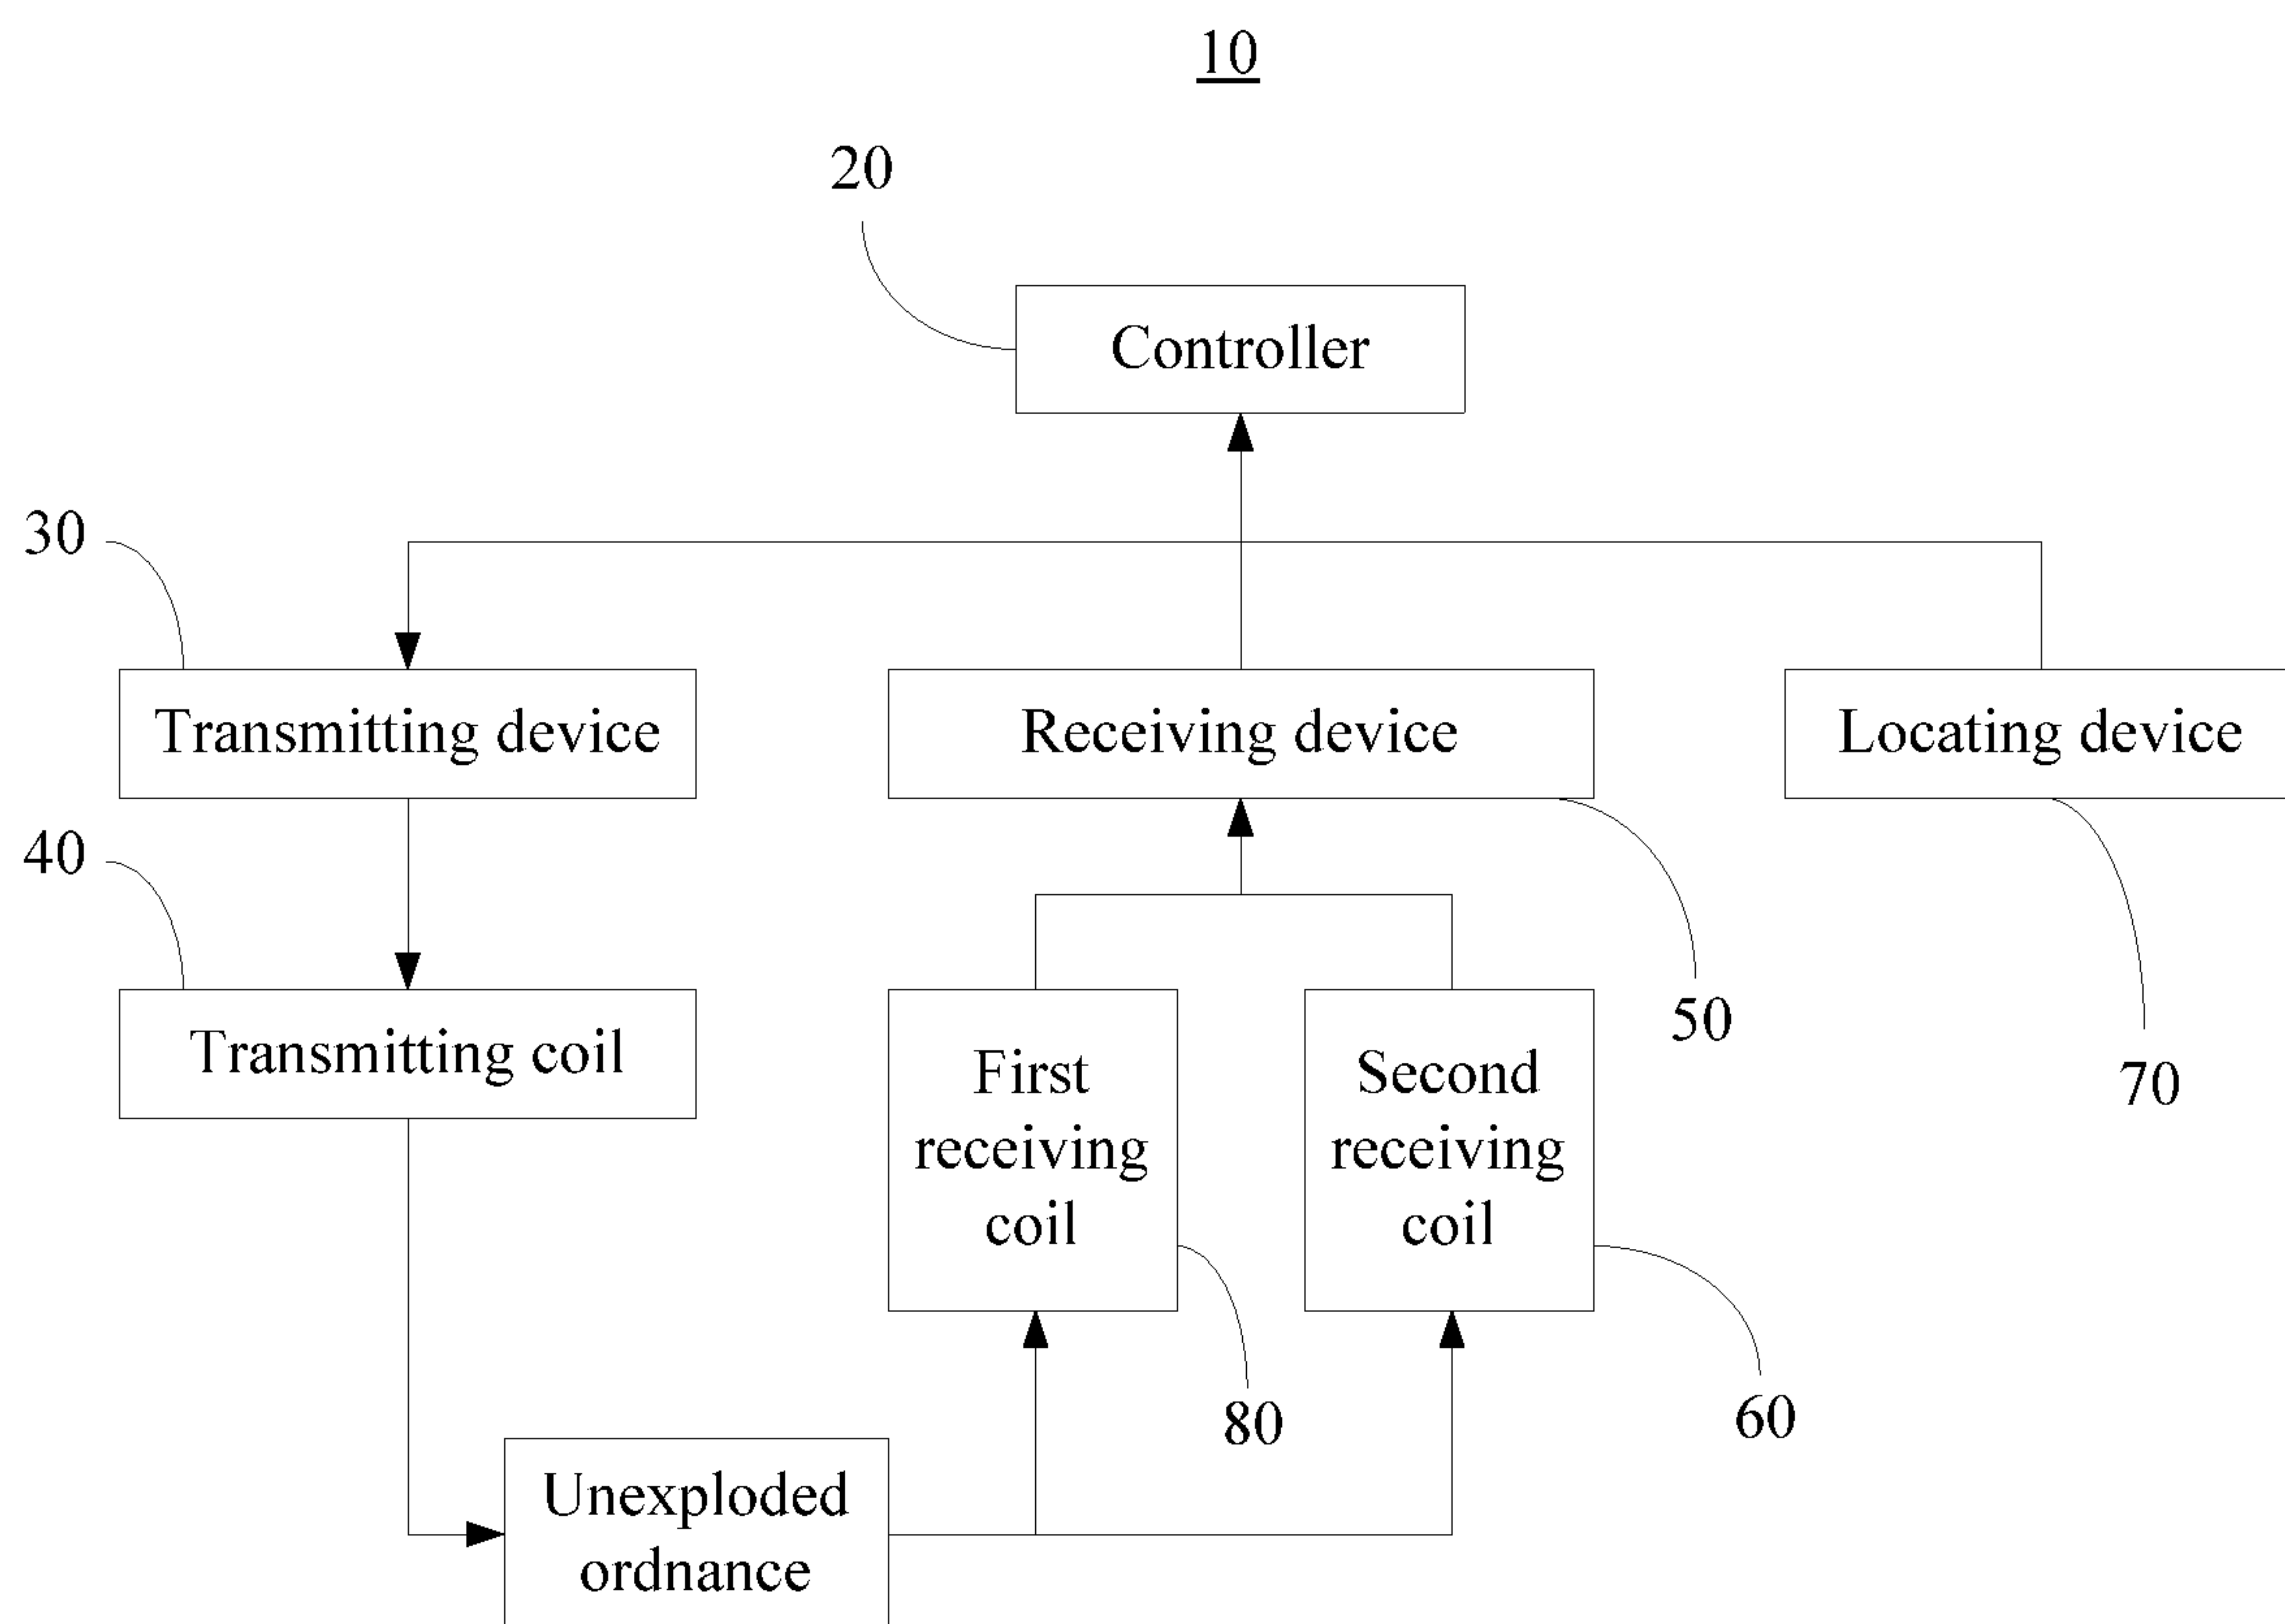 10
20
Controller
30
Transmitting device
Receiving device
Locating device
40
Transmitting coil
50
First
receiving
coil
Second
receiving
coil
70
80
60
Unexploded
ordnance